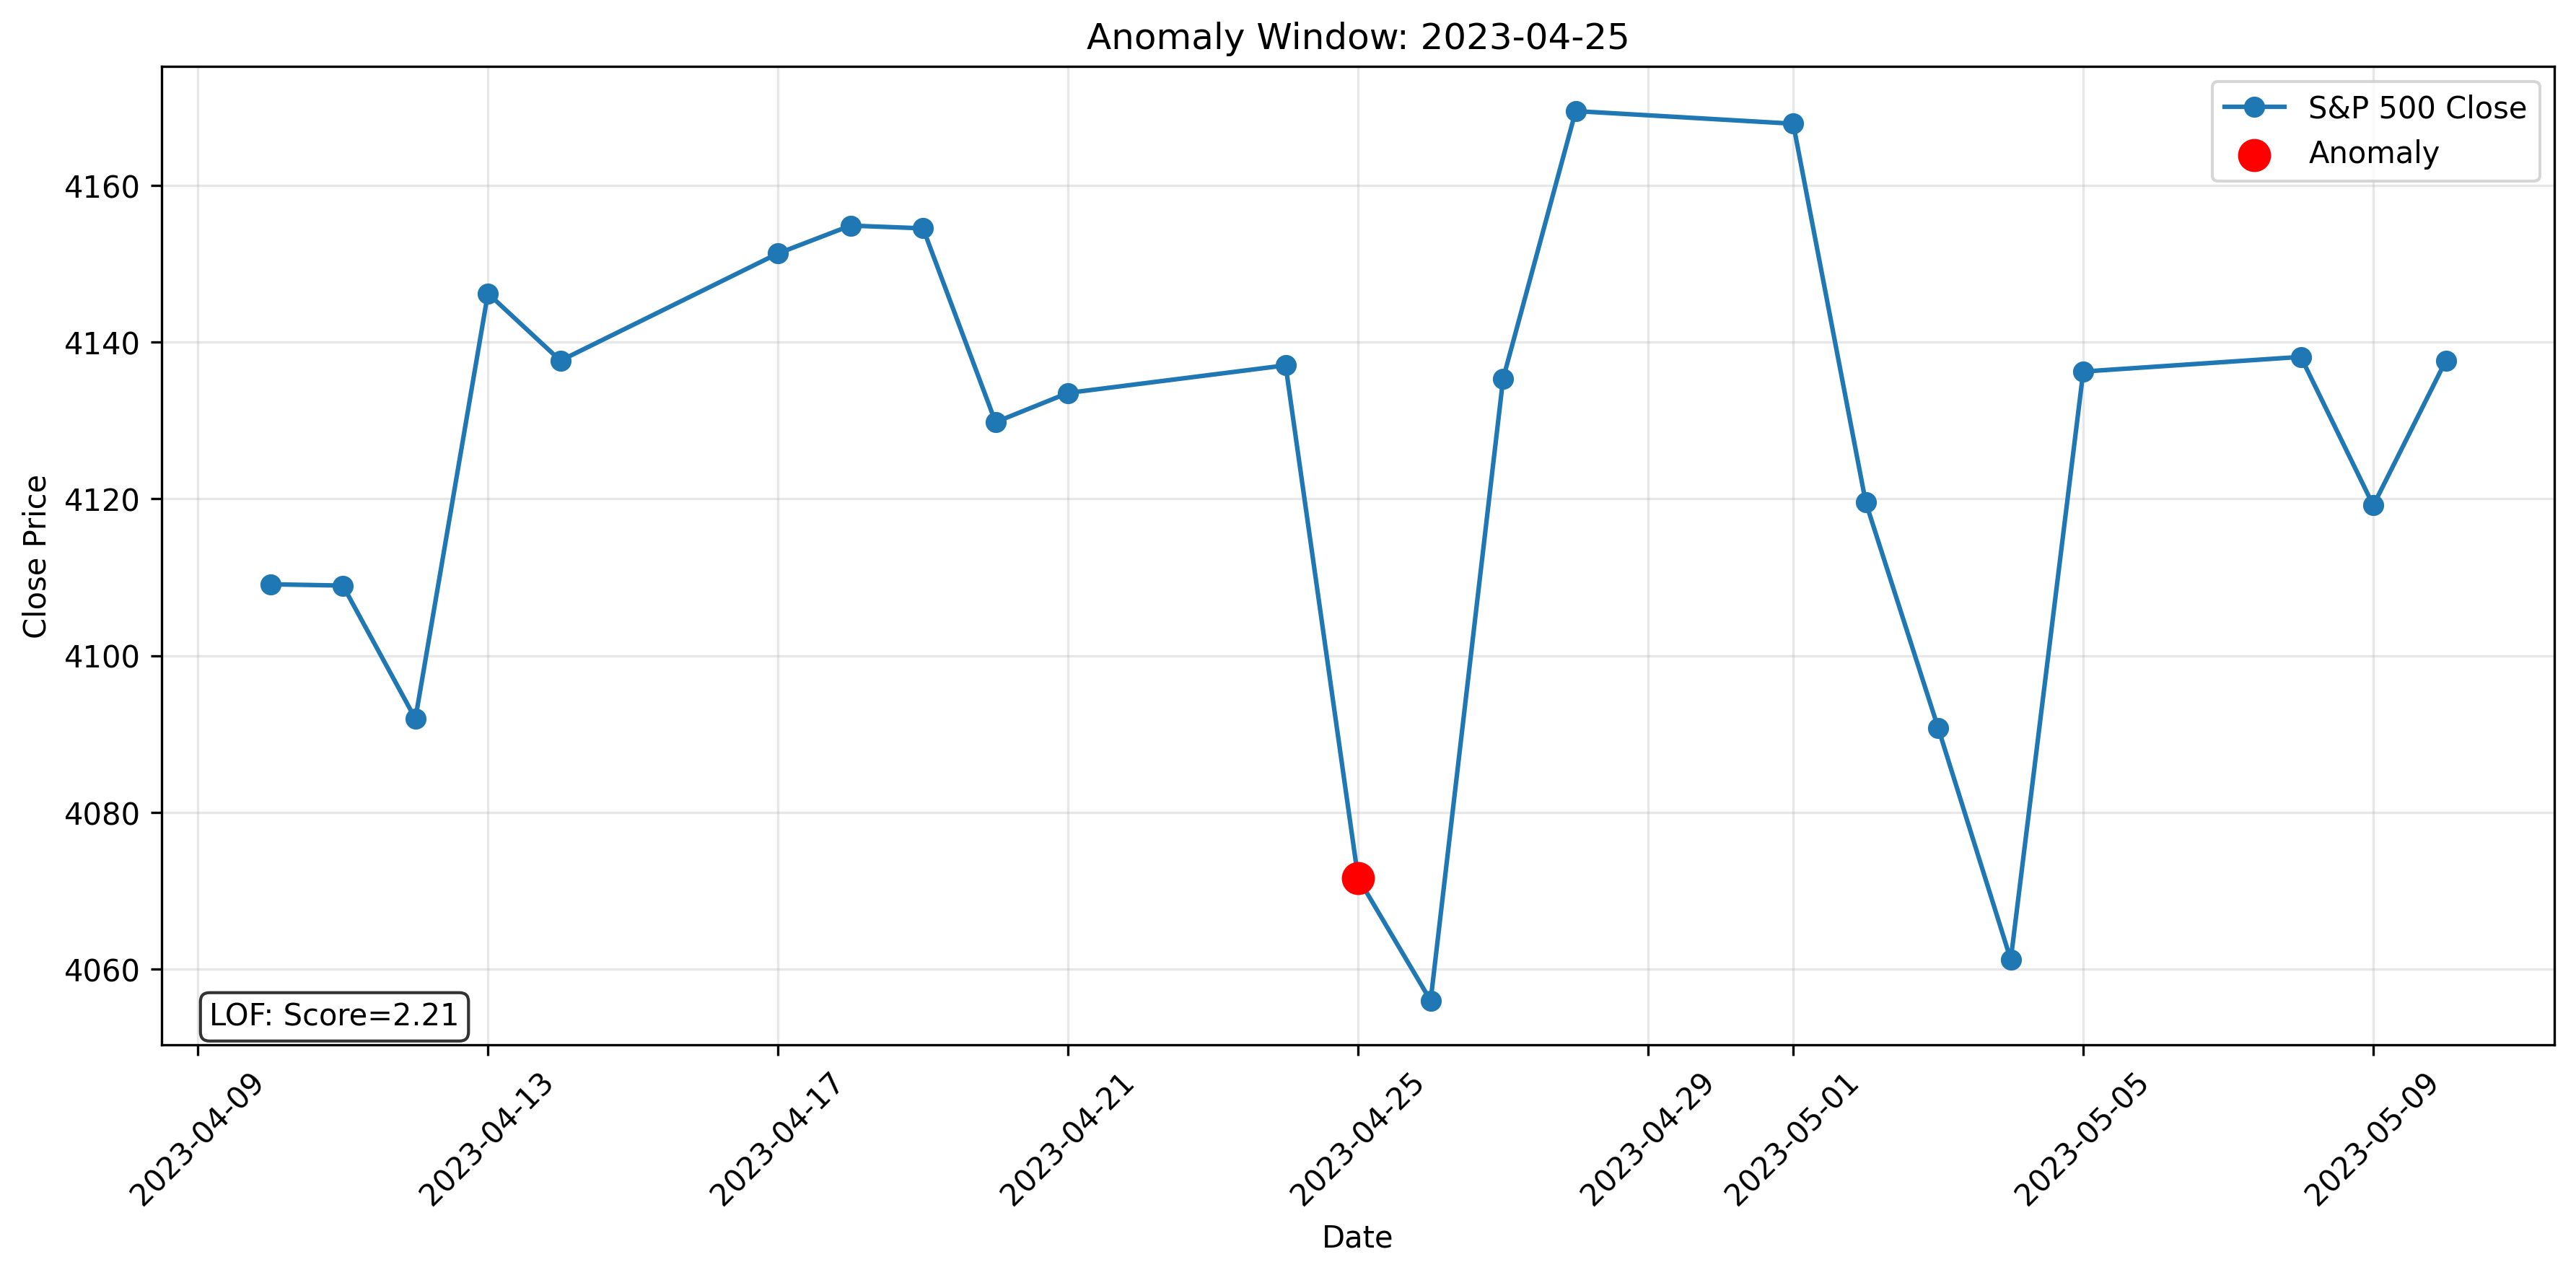 Anomaly Window: 2023-04-25
S&P 500 Close
Anomaly
Close Price
4160
4140
4120
4100
4080
4060
LOF: Score=2.21
2023-04-09
2023-04-13
2023-04-17
2023-04-21
2023-04-25
2023-04-29
2023-05-01
2023-05-05
2023-05-09
Date